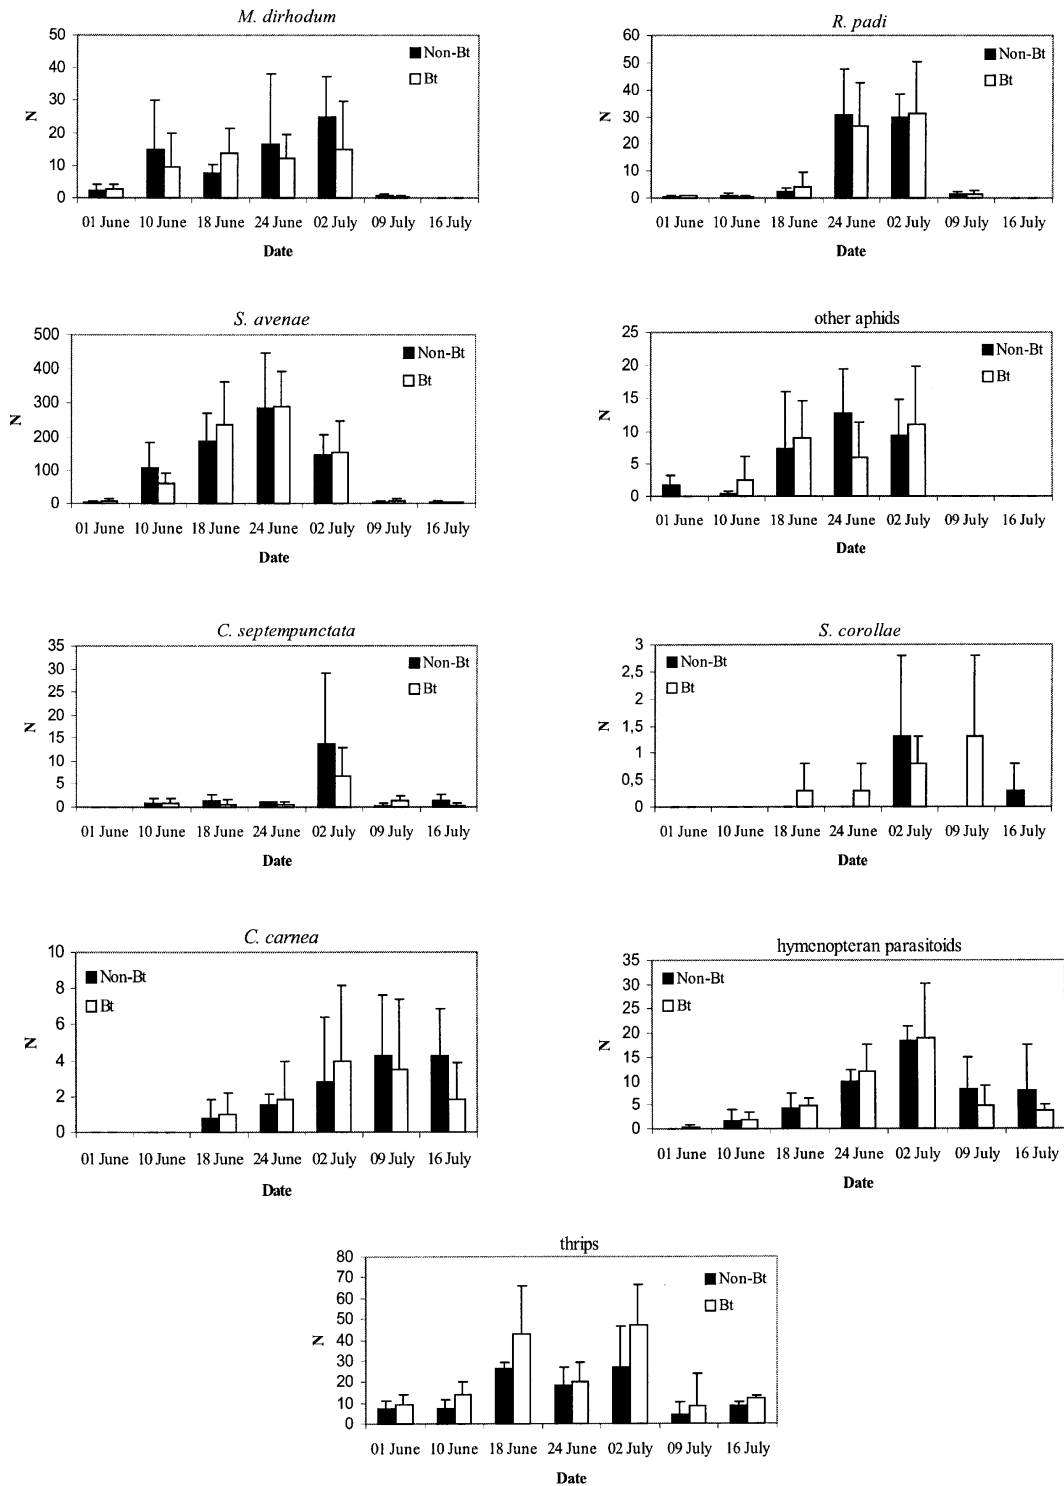 M. dirhodum
50
40
30
20
10
0
N
Non-Bt
Bt
01 June 10 June 18 June 24 June 02 July 09 July 16 July
Date
R. padi
60
50
40
30
20
10
0
N
Non-Bt
Bt
01 June 10 June 18 June 24 June 02 July 09 July 16 July
Date
S. avenae
500
400
300
200
100
0
N
Non-Bt
Bt
01 June 10 June 18 June 24 June 02 July 09 July 16 July
Date
other aphids
25
20
15
10
5
0
N
Non-Bt
Bt
01 June 10 June 18 June 24 June 02 July 09 July 16 July
Date
C. septempunctata
35
30
25
20
15
10
5
0
N
Non-Bt
Bt
01 June 10 June 18 June 24 June 02 July 09 July 16 July
Date
S. corollae
3
2,5
2
1,5
1
0,5
0
N
Non-Bt
Bt
01 June 10 June 18 June 24 June 02 July 09 July 16 July
Date
C. carnea
10
8
6
4
2
0
N
Non-Bt
Bt
01 June 10 June 18 June 24 June 02 July 09 July 16 July
Date
hymenopteran parasitoids
35
30
25
20
15
10
5
0
N
Non-Bt
Bt
01 June 10 June 18 June 24 June 02 July 09 July 16 July
Date
thrips
80
70
60
50
40
30
20
10
0
N
Non-Bt
Bt
01 June 10 June 18 June 24 June 02 July 09 July 16 July
Date